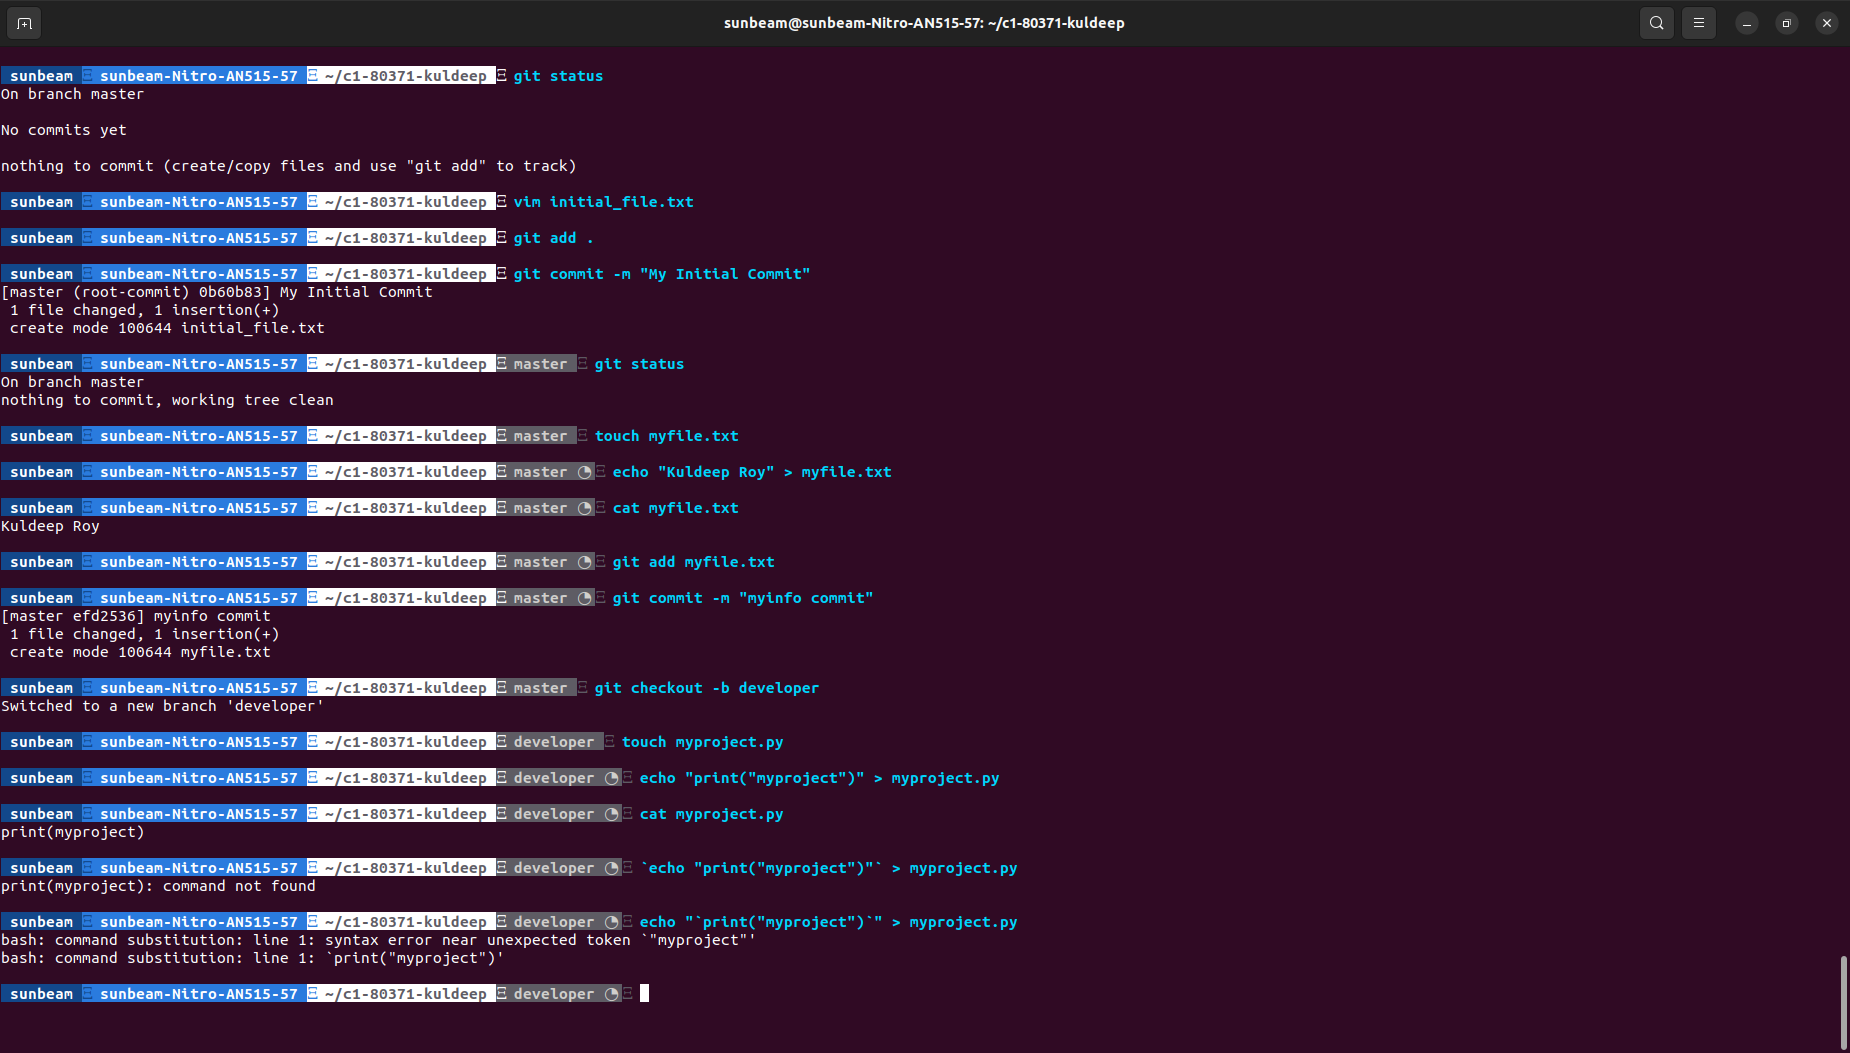 sunbeam@sunbeam-Nitro-AN515-57: ~/c1-80371-kuldeep
sunbeam sunbeam-Nitro-AN515-57 ~/c1-80371-kuldeep git status
On branch master
No commits yet
nothing to commit (create/copy files and use "git add" to track)
sunbeam sunbeam-Nitro-AN515-57 ~/c1-80371-kuldeep vim initial_file.txt
sunbeam sunbeam-Nitro-AN515-57 ~/c1-80371-kuldeep git add .
sunbeam sunbeam-Nitro-AN515-57 ~/c1-80371-kuldeep git commit -m "My Initial Commit"
[master (root-commit) 0b60b83] My Initial Commit
1 file changed, 1 insertion(+)
create mode 100644 initial_file.txt
sunbeam sunbeam-Nitro-AN515-57 ~/c1-80371-kuldeep master git status
On branch master
nothing to commit, working tree clean
sunbeam sunbeam-Nitro-AN515-57 ~/c1-80371-kuldeep master touch myfile.txt
sunbeam sunbeam-Nitro-AN515-57 ~/c1-80371-kuldeep master echo "Kuldeep Roy" > myfile.txt
sunbeam sunbeam-Nitro-AN515-57 ~/c1-80371-kuldeep master cat myfile.txt
Kuldeep Roy
sunbeam sunbeam-Nitro-AN515-57 ~/c1-80371-kuldeep master git add myfile.txt
sunbeam sunbeam-Nitro-AN515-57 ~/c1-80371-kuldeep master git commit -m "myinfo commit"
[master efd2536] myinfo commit
1 file changed, 1 insertion(+)
create mode 100644 myfile.txt
sunbeam sunbeam-Nitro-AN515-57 ~/c1-80371-kuldeep master git checkout -b developer
Switched to a new branch 'developer'
sunbeam sunbeam-Nitro-AN515-57 ~/c1-80371-kuldeep developer touch myproject.py
sunbeam sunbeam-Nitro-AN515-57 ~/c1-80371-kuldeep developer echo "print("myproject")" > myproject.py
sunbeam sunbeam-Nitro-AN515-57 ~/c1-80371-kuldeep developer cat myproject.py
print(myproject)
sunbeam sunbeam-Nitro-AN515-57 ~/c1-80371-kuldeep developer `echo "print("myproject")"` > myproject.py
print(myproject): command not found
sunbeam sunbeam-Nitro-AN515-57 ~/c1-80371-kuldeep developer echo "`print("myproject")`" > myproject.py
bash: command substitution: line 1: syntax error near unexpected token `"myproject"'
bash: command substitution: line 1: `print("myproject")'
sunbeam sunbeam-Nitro-AN515-57 ~/c1-80371-kuldeep developer